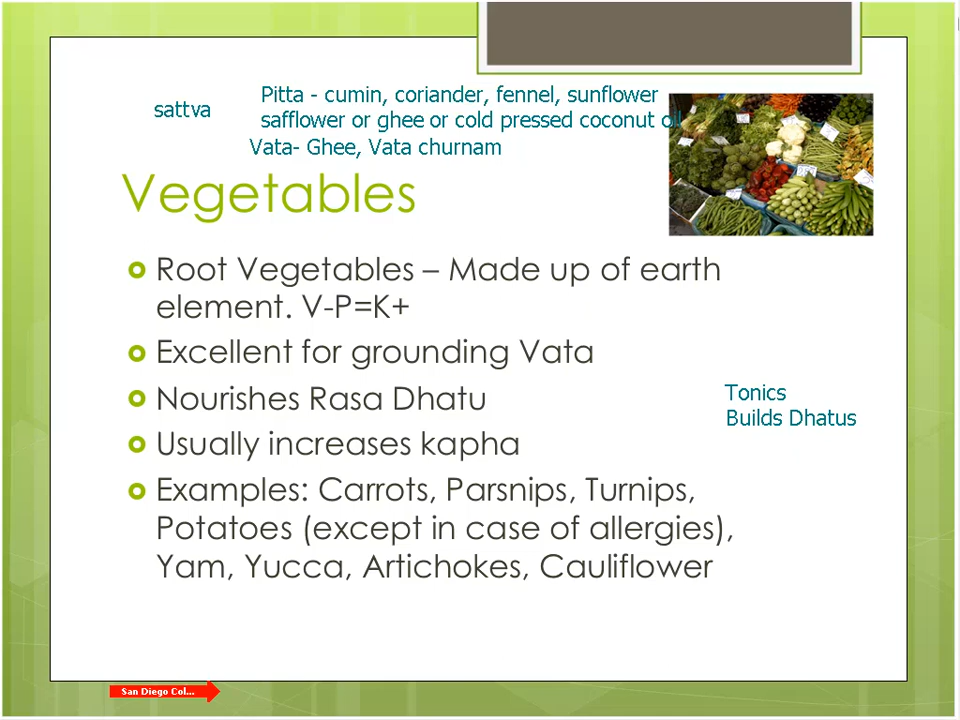 sattva
Pitta - cumin, coriander, fennel, sunflower
safflower or ghee or cold pressed coconut oil
Vata- Ghee, Vata churnam
Vegetables
Root Vegetables – Made up of earth
element. V-P=K+
Excellent for grounding Vata
Nourishes Rasa Dhatu
Tonics
Builds Dhatus
Usually increases kapha
Examples: Carrots, Parsnips, Turnips,
Potatoes (except in case of allergies),
Yam, Yucca, Artichokes, Cauliflower
San Diego Col...